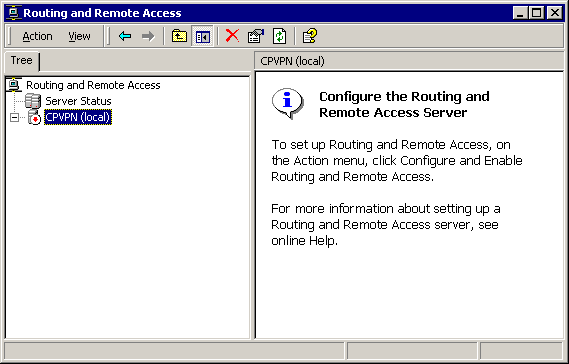 Routing and Remote Access
Action View
Tree
Routing and Remote Access
Server Status
CPVPN (local)
CPVPN (local)
Configure the Routing and
Remote Access Server
To set up Routing and Remote Access, on
the Action menu, click Configure and Enable
Routing and Remote Access.
For more information about setting up a
Routing and Remote Access server, see
online Help.